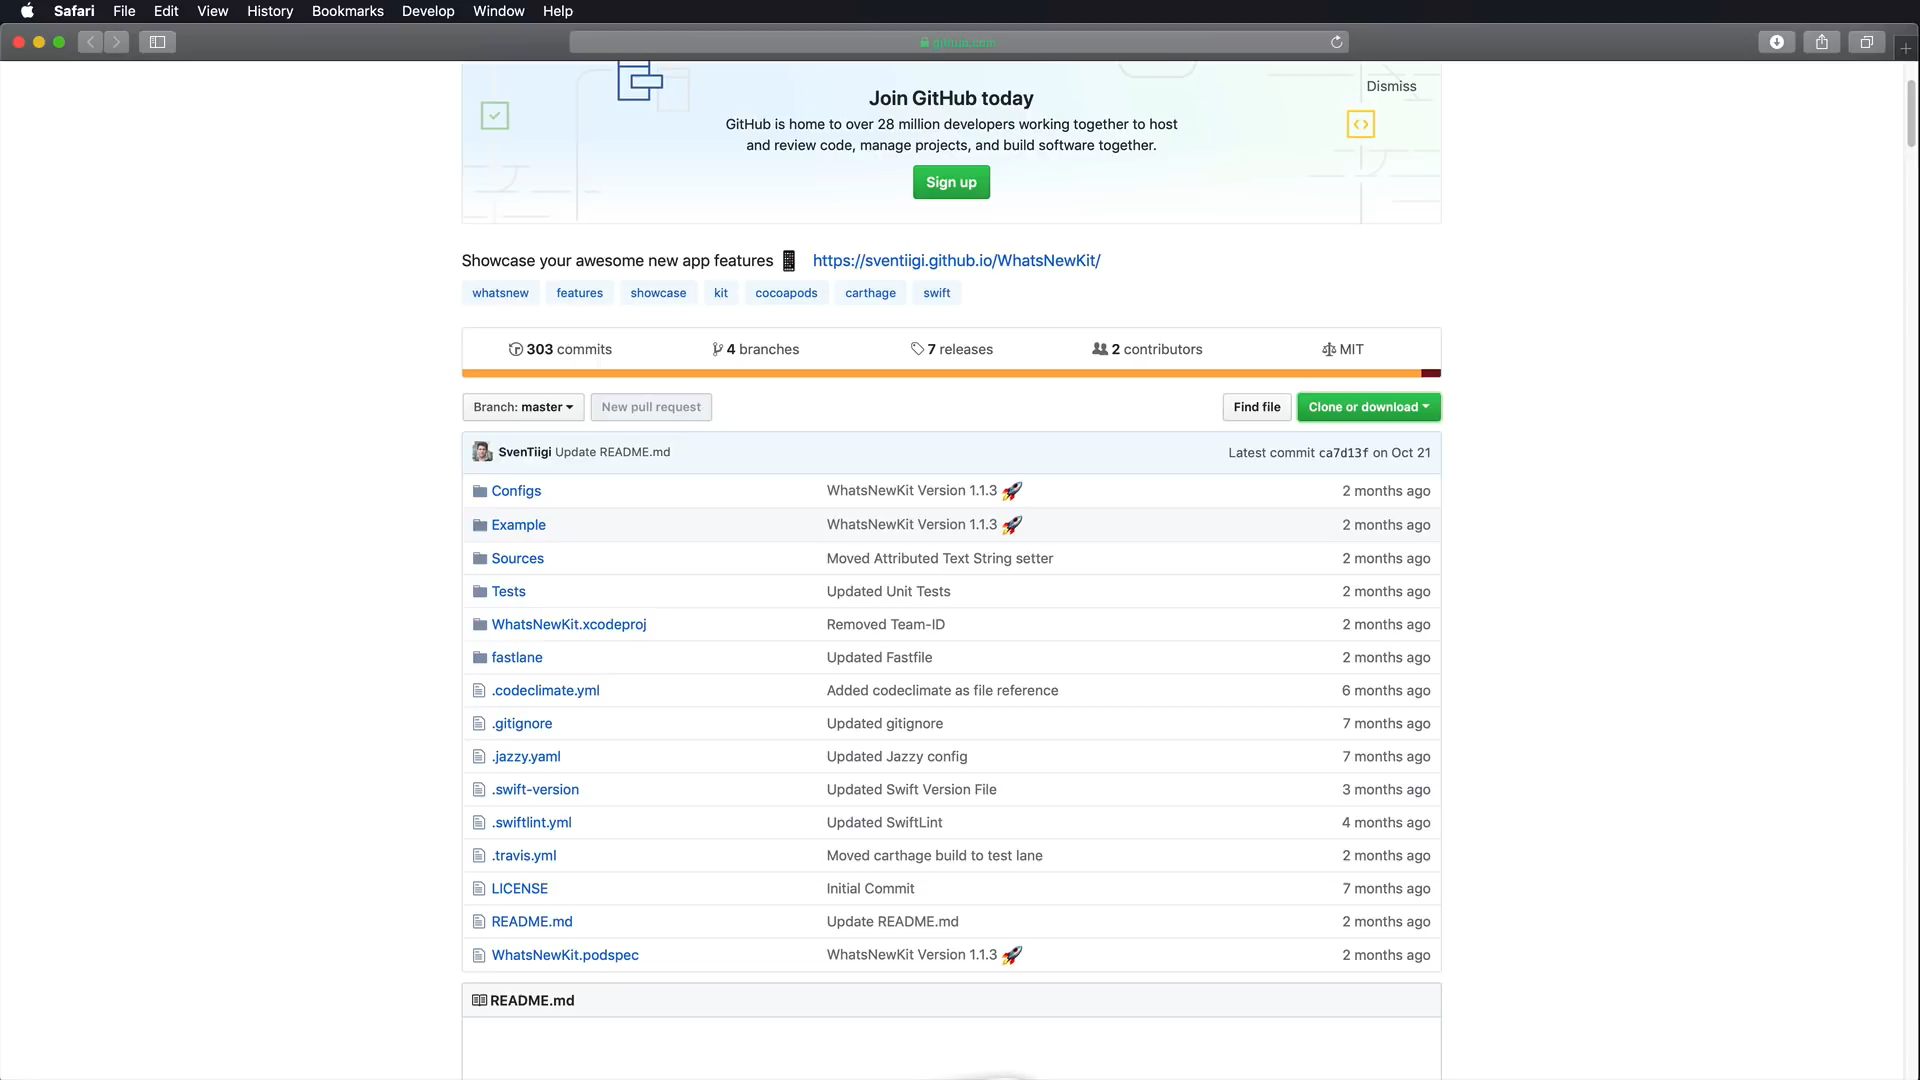 Safari File Edit View History Bookmarks Develop Window Help
github.com
Dismiss
Join GitHub today
GitHub is home to over 28 million developers working together to host
and review code, manage projects, and build software together.
Sign up
Showcase your awesome new app features https://sventiigi.github.io/WhatsNewKit/
whatsnew features showcase kit cocoapods carthage swift
303 commits 4 branches 7 releases 2 contributors MIT
Branch: master New pull request Find file Clone or download
SvenTiigi Update README.md Latest commit ca7d13f on Oct 21
Configs WhatsNewKit Version 1.1.3 🚀 2 months ago
Example WhatsNewKit Version 1.1.3 🚀 2 months ago
Sources Moved Attributed Text String setter 2 months ago
Tests Updated Unit Tests 2 months ago
WhatsNewKit.xcodeproj Removed Team-ID 2 months ago
fastlane Updated Fastfile 2 months ago
.codeclimate.yml Added codeclimate as file reference 6 months ago
.gitignore Updated gitignore 7 months ago
.jazzy.yaml Updated Jazzy config 7 months ago
.swift-version Updated Swift Version File 3 months ago
.swiftlint.yml Updated SwiftLint 4 months ago
.travis.yml Moved carthage build to test lane 2 months ago
LICENSE Initial Commit 7 months ago
README.md Update README.md 2 months ago
WhatsNewKit.podspec WhatsNewKit Version 1.1.3 🚀 2 months ago
README.md